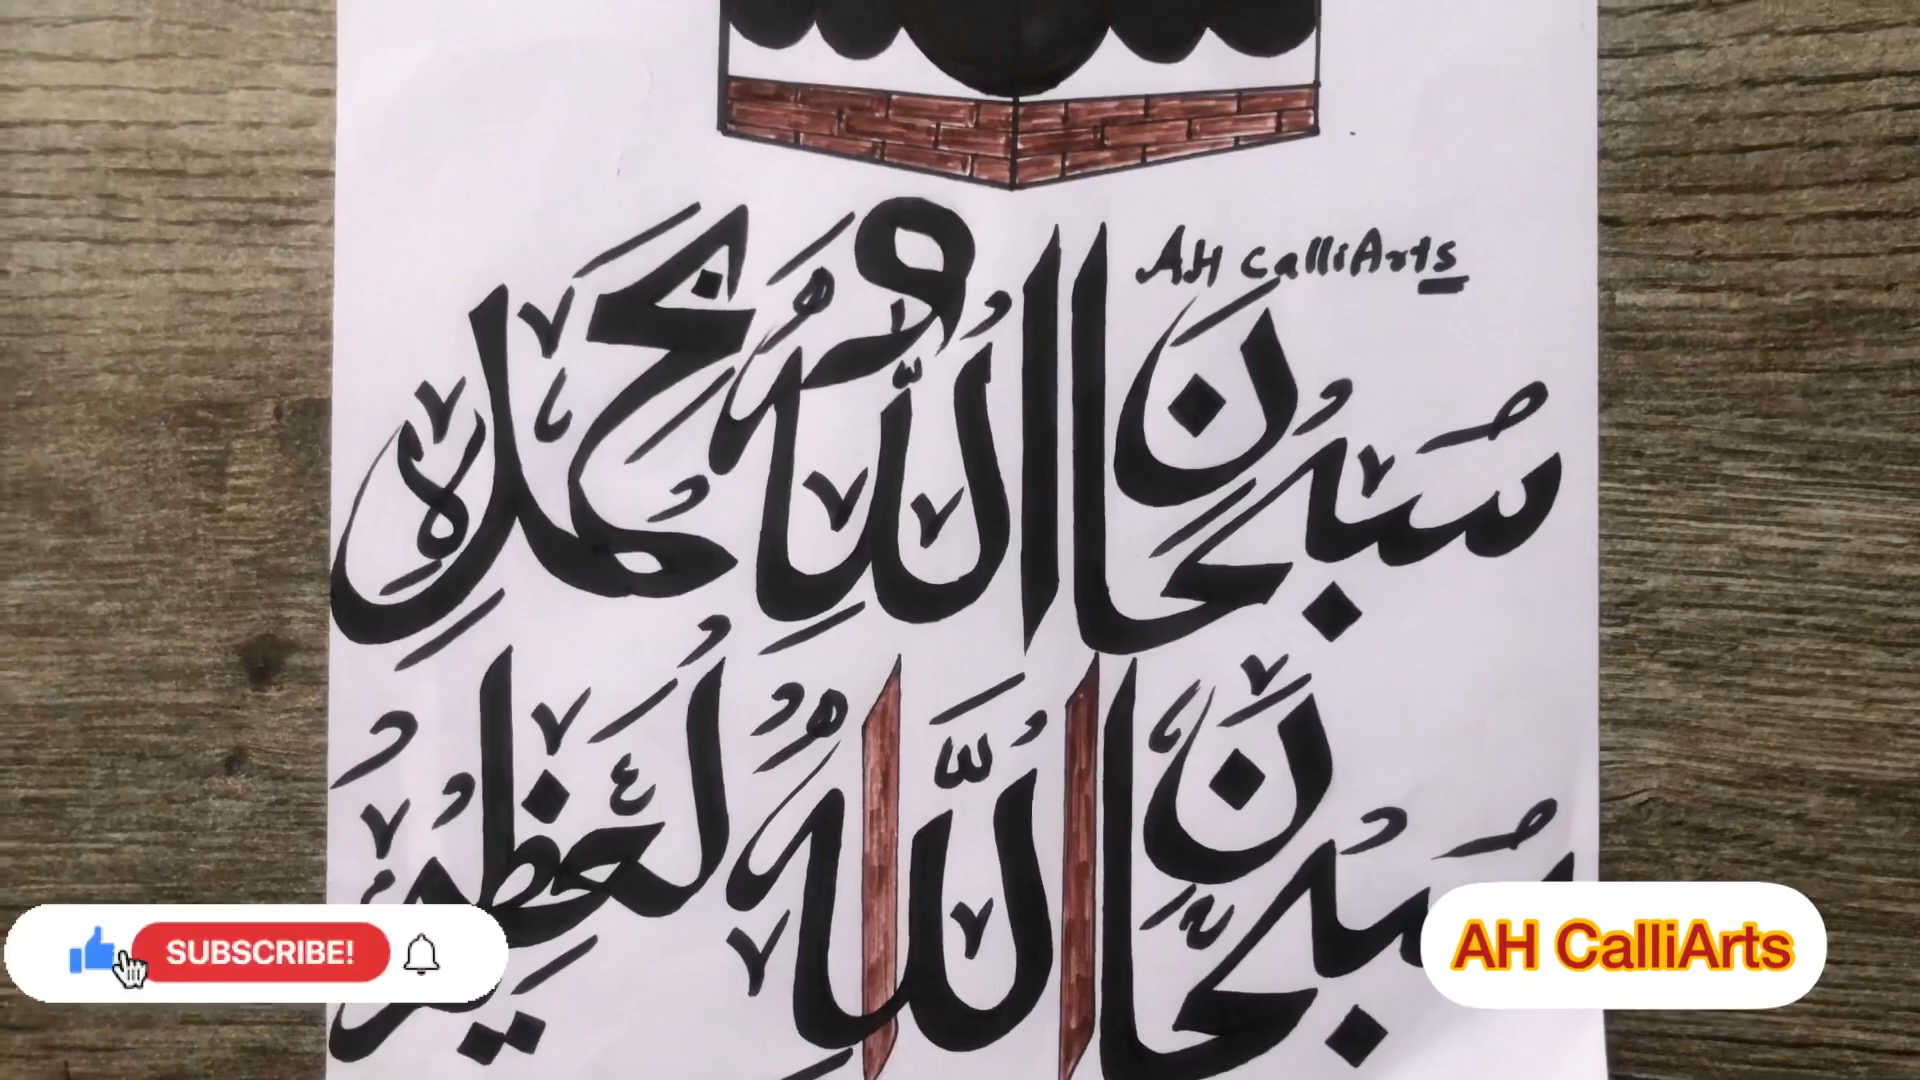 AH CalliArts
سُبْحَانَ اللّٰهِ وَبِحَمْدِهِ
سُبْحَانَ اللّٰهِ الْعَظِيْمِ
SUBSCRIBE!
AH CalliArts